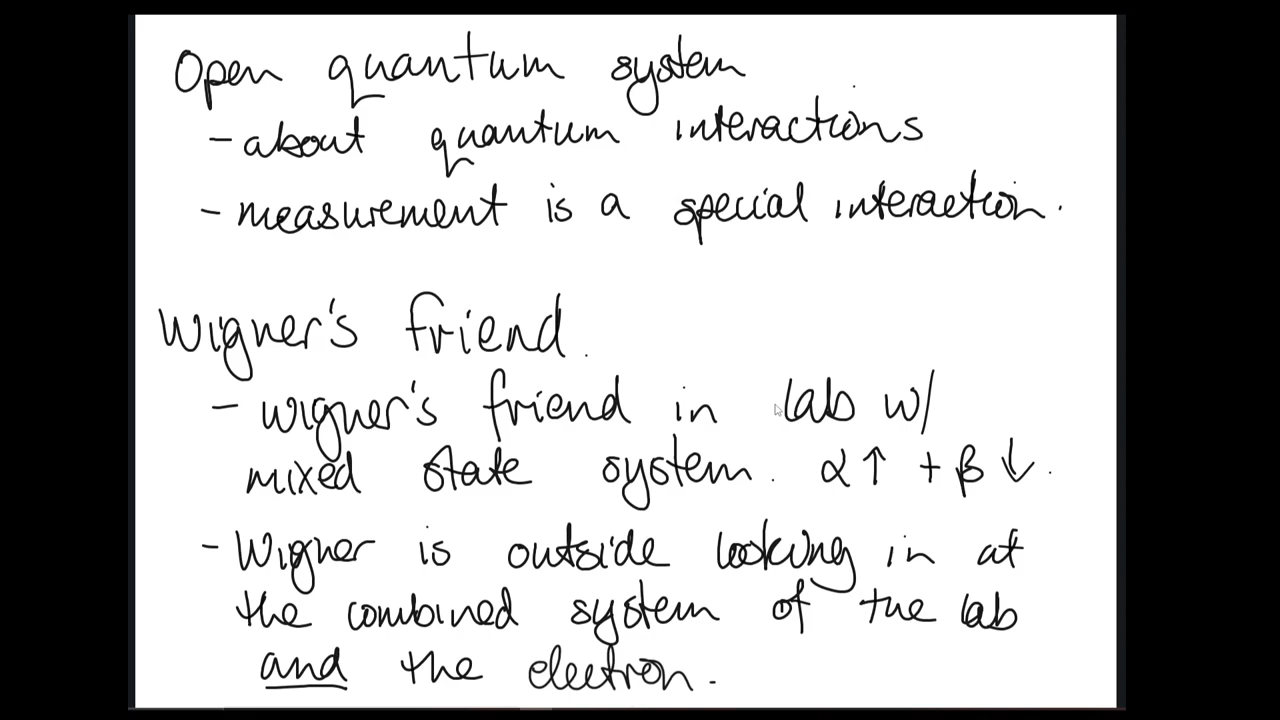 Open quantum system
- about quantum interactions
- measurement is a special interaction.
Wigner's friend.
- Wigner's friend in lab w/
mixed state system. α↑ + β↓.
- Wigner is outside looking in at
the combined system of the lab
and the electron.